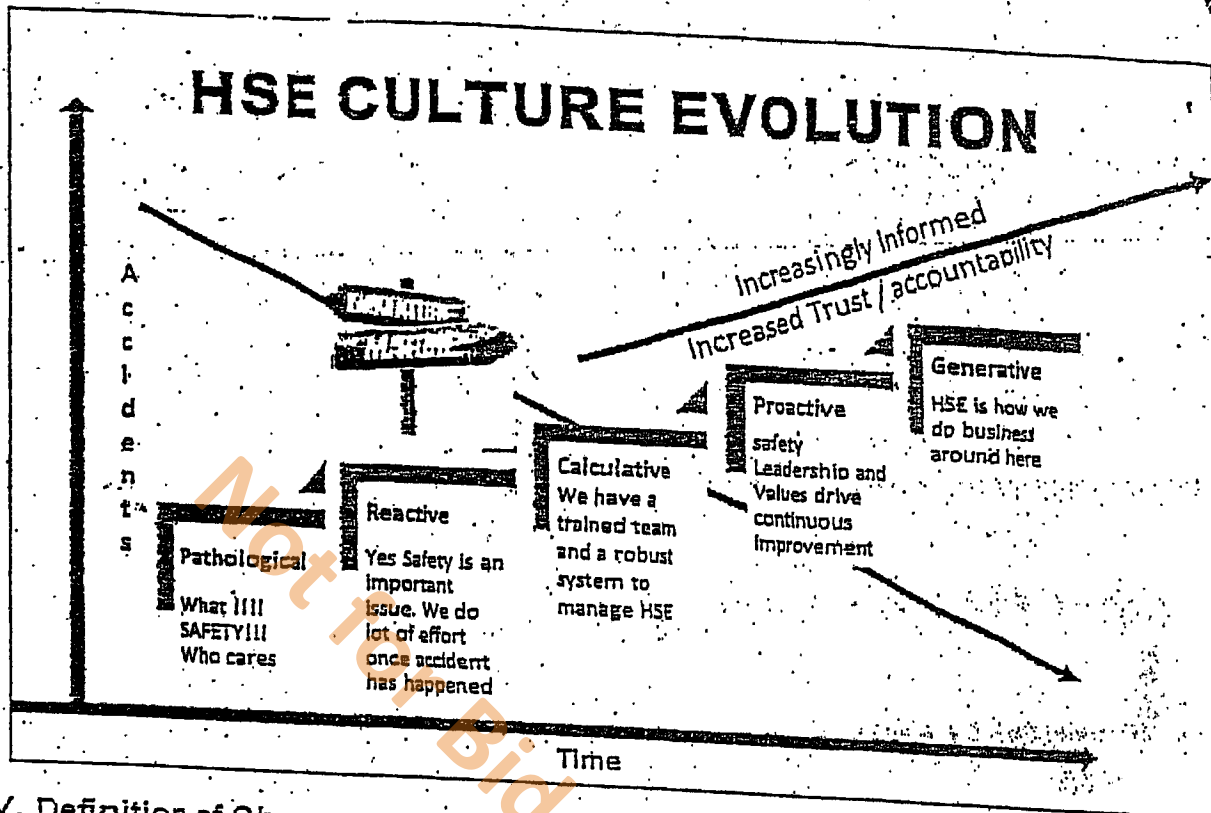 HSE CULTURE EVOLUTION
Accidents
Increasingly Informed
Increased Trust / accountability
Generative
HSE is how we
do business
around here
Proactive
safety
Leadership and
Values drive
continuous
improvement
Calculative
We have a
trained team
and a robust
system to
manage HSE
Reactive
Yes Safety is an
important
issue. We do
lot of effort
once accident
has happened
Pathological
What !!!!
SAFETY!!!
Who cares
Time
Not for Bid
Definition of